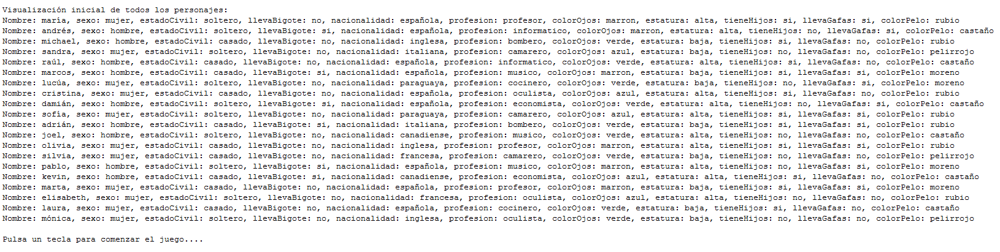 Visualización inicial de todos los personajes:
Nombre: maría, sexo: mujer, estadoCivil: soltero, llevaBigote: no, nacionalidad: española, profesion: profesor, colorOjos: marron, estatura: alta, tieneHijos: si, llevaGafas: si, colorPelo: rubio
Nombre: andrés, sexo: hombre, estadoCivil: soltero, llevaBigote: si, nacionalidad: española, profesion: informatico, colorOjos: marron, estatura: alta, tieneHijos: no, llevaGafas: si, colorPelo: castaño
Nombre: michael, sexo: hombre, estadoCivil: casado, llevaBigote: no, nacionalidad: inglesa, profesion: bombero, colorOjos: verde, estatura: baja, tieneHijos: si, llevaGafas: no, colorPelo: rubio
Nombre: sandra, sexo: mujer, estadoCivil: soltero, llevaBigote: no, nacionalidad: italiana, profesion: camarero, colorOjos: azul, estatura: baja, tieneHijos: no, llevaGafas: no, colorPelo: pelirrojo
Nombre: raúl, sexo: hombre, estadoCivil: casado, llevaBigote: no, nacionalidad: española, profesion: informatico, colorOjos: verde, estatura: alta, tieneHijos: si, llevaGafas: no, colorPelo: castaño
Nombre: marcos, sexo: hombre, estadoCivil: casado, llevaBigote: si, nacionalidad: española, profesion: musico, colorOjos: marron, estatura: baja, tieneHijos: si, llevaGafas: si, colorPelo: moreno
Nombre: lucúa, sexo: mujer, estadoCivil: soltero, llevaBigote: no, nacionalidad: paraguaya, profesion: cocinero, colorOjos: verde, estatura: baja, tieneHijos: no, llevaGafas: si, colorPelo: moreno
Nombre: cristina, sexo: mujer, estadoCivil: casado, llevaBigote: no, nacionalidad: española, profesion: oculista, colorOjos: azul, estatura: alta, tieneHijos: si, llevaGafas: no, colorPelo: rubio
Nombre: damián, sexo: hombre, estadoCivil: soltero, llevaBigote: si, nacionalidad: española, profesion: economista, colorOjos: verde, estatura: alta, tieneHijos: no, llevaGafas: si, colorPelo: castaño
Nombre: sofía, sexo: mujer, estadoCivil: soltero, llevaBigote: no, nacionalidad: paraguaya, profesion: camarero, colorOjos: azul, estatura: alta, tieneHijos: si, llevaGafas: si, colorPelo: rubio
Nombre: adrián, sexo: hombre, estadoCivil: casado, llevaBigote: si, nacionalidad: italiana, profesion: bombero, colorOjos: verde, estatura: baja, tieneHijos: si, llevaGafas: si, colorPelo: rubio
Nombre: joel, sexo: hombre, estadoCivil: soltero, llevaBigote: no, nacionalidad: canadiense, profesion: musico, colorOjos: verde, estatura: alta, tieneHijos: no, llevaGafas: no, colorPelo: castaño
Nombre: olivia, sexo: mujer, estadoCivil: casado, llevaBigote: no, nacionalidad: inglesa, profesion: profesor, colorOjos: marron, estatura: alta, tieneHijos: si, llevaGafas: si, colorPelo: rubio
Nombre: silvia, sexo: mujer, estadoCivil: casado, llevaBigote: no, nacionalidad: francesa, profesion: camarero, colorOjos: verde, estatura: baja, tieneHijos: no, llevaGafas: no, colorPelo: pelirrojo
Nombre: pablo, sexo: hombre, estadoCivil: soltero, llevaBigote: si, nacionalidad: española, profesion: musico, colorOjos: marron, estatura: alta, tieneHijos: no, llevaGafas: si, colorPelo: moreno
Nombre: kevin, sexo: hombre, estadoCivil: casado, llevaBigote: si, nacionalidad: canadiense, profesion: economista, colorOjos: azul, estatura: alta, tieneHijos: si, llevaGafas: no, colorPelo: castaño
Nombre: marta, sexo: mujer, estadoCivil: casado, llevaBigote: no, nacionalidad: española, profesion: profesor, colorOjos: marron, estatura: baja, tieneHijos: si, llevaGafas: si, colorPelo: moreno
Nombre: elisabeth, sexo: mujer, estadoCivil: soltero, llevaBigote: no, nacionalidad: francesa, profesion: oculista, colorOjos: azul, estatura: alta, tieneHijos: no, llevaGafas: no, colorPelo: rubio
Nombre: laura, sexo: mujer, estadoCivil: casado, llevaBigote: no, nacionalidad: española, profesion: cocinero, colorOjos: verde, estatura: baja, tieneHijos: si, llevaGafas: no, colorPelo: castaño
Nombre: mónica, sexo: mujer, estadoCivil: soltero, llevaBigote: no, nacionalidad: inglesa, profesion: oculista, colorOjos: verde, estatura: baja, tieneHijos: no, llevaGafas: no, colorPelo: pelirrojo
Pulsa un tecla para comenzar el juego....